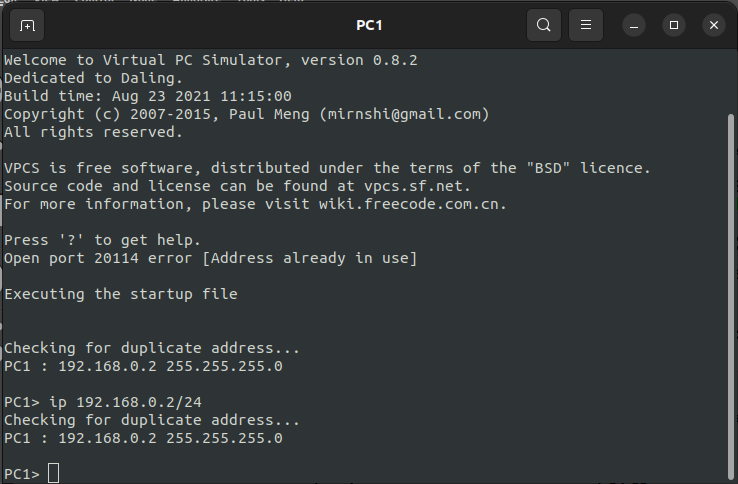 PC1
Welcome to Virtual PC Simulator, version 0.8.2
Dedicated to Daling.
Build time: Aug 23 2021 11:15:00
Copyright (c) 2007-2015, Paul Meng (mirnshi@gmail.com)
All rights reserved.
VPCS is free software, distributed under the terms of the "BSD" licence.
Source code and license can be found at vpcs.sf.net.
For more information, please visit wiki.freecode.com.cn.
Press '?' to get help.
Open port 20114 error [Address already in use]
Executing the startup file
Checking for duplicate address...
PC1 : 192.168.0.2 255.255.255.0
PC1> ip 192.168.0.2/24
Checking for duplicate address...
PC1 : 192.168.0.2 255.255.255.0
PC1>